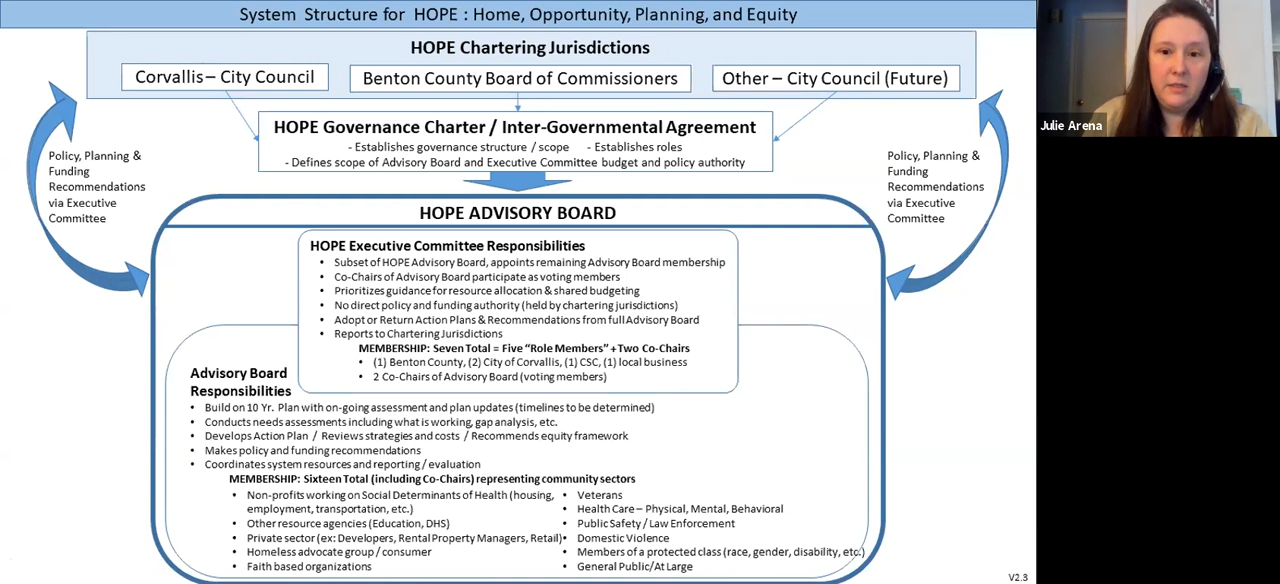 System Structure for HOPE : Home, Opportunity, Planning, and Equity
HOPE Chartering Jurisdictions
Corvallis – City Council
Benton County Board of Commissioners
Other – City Council (Future)
HOPE Governance Charter / Inter-Governmental Agreement
- Establishes governance structure / scope - Establishes roles
- Defines scope of Advisory Board and Executive Committee budget and policy authority
Policy, Planning &
Funding
Recommendations
via Executive
Committee
Policy, Planning &
Funding
Recommendations
via Executive
Committee
HOPE ADVISORY BOARD
HOPE Executive Committee Responsibilities
• Subset of HOPE Advisory Board, appoints remaining Advisory Board membership
• Co-Chairs of Advisory Board participate as voting members
• Prioritizes guidance for resource allocation & shared budgeting
• No direct policy and funding authority (held by chartering jurisdictions)
• Adopt or Return Action Plans & Recommendations from full Advisory Board
• Reports to Chartering Jurisdictions
MEMBERSHIP: Seven Total = Five “Role Members” + Two Co-Chairs
• (1) Benton County, (2) City of Corvallis, (1) CSC, (1) local business
• 2 Co-Chairs of Advisory Board (voting members)
Advisory Board
Responsibilities
• Build on 10 Yr. Plan with on-going assessment and plan updates (timelines to be determined)
• Conducts needs assessments including what is working, gap analysis, etc.
• Develops Action Plan / Reviews strategies and costs / Recommends equity framework
• Makes policy and funding recommendations
• Coordinates system resources and reporting / evaluation
MEMBERSHIP: Sixteen Total (including Co-Chairs) representing community sectors
• Non-profits working on Social Determinants of Health (housing,
employment, transportation, etc.)
• Other resource agencies (Education, DHS)
• Private sector (ex: Developers, Rental Property Managers, Retail)
• Homeless advocate group / consumer
• Faith based organizations
• Veterans
• Health Care – Physical, Mental, Behavioral
• Public Safety / Law Enforcement
• Domestic Violence
• Members of a protected class (race, gender, disability, etc.)
• General Public/At Large
V2.3
Julie Arena